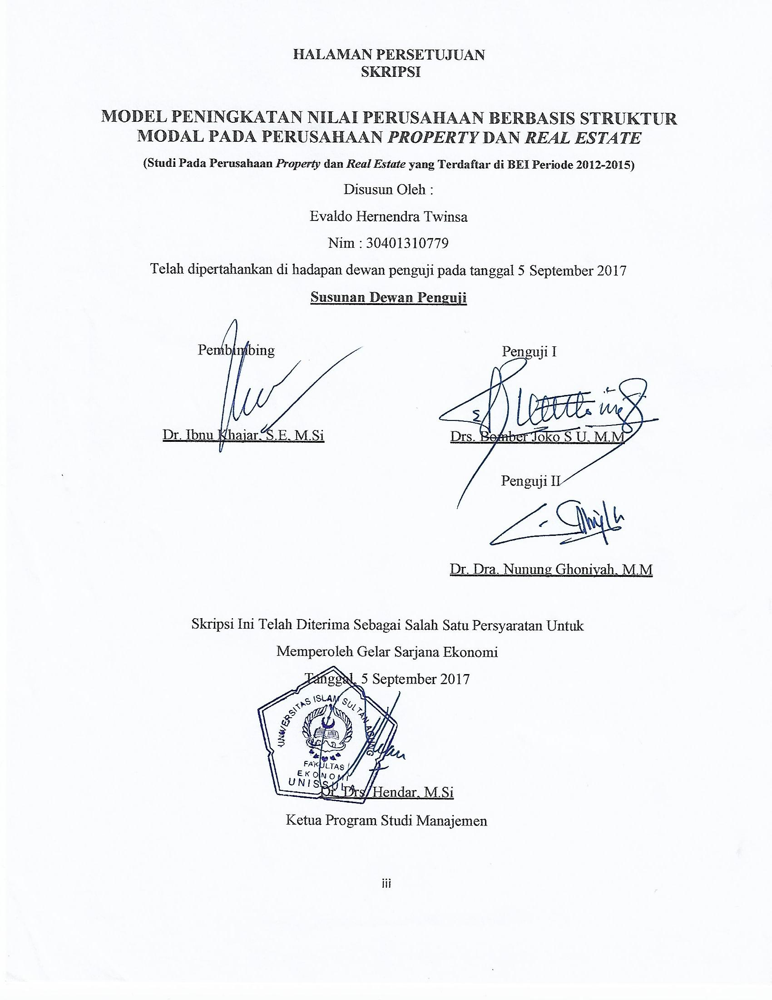 HALAMAN PERSETUJUAN
SKRIPSI
MODEL PENINGKATAN NILAI PERUSAHAAN BERBASIS STRUKTUR
MODAL PADA PERUSAHAAN PROPERTY DAN REAL ESTATE
(Studi Pada Perusahaan Property dan Real Estate yang Terdaftar di BEI Periode 2012-2015)
Disusun Oleh :
Evaldo Hernendra Twinsa
Nim : 30401310779
Telah dipertahankan di hadapan dewan penguji pada tanggal 5 September 2017
Susunan Dewan Penguji
Pembimbing
Penguji I
Dr. Ibnu Khajar, S.E, M.Si
Drs. Bomber Joko S U, M.M
Penguji II
Dr. Dra. Nunung Ghoniyah, M.M
Skripsi Ini Telah Diterima Sebagai Salah Satu Persyaratan Untuk
Memperoleh Gelar Sarjana Ekonomi
Tanggal, 5 September 2017
UNIVERSITAS ISLAM SULTAN AGUNG
FAKULTAS
EKONOMI
UNISSULA
Dr. Drs. Hendar, M.Si
Ketua Program Studi Manajemen
iii